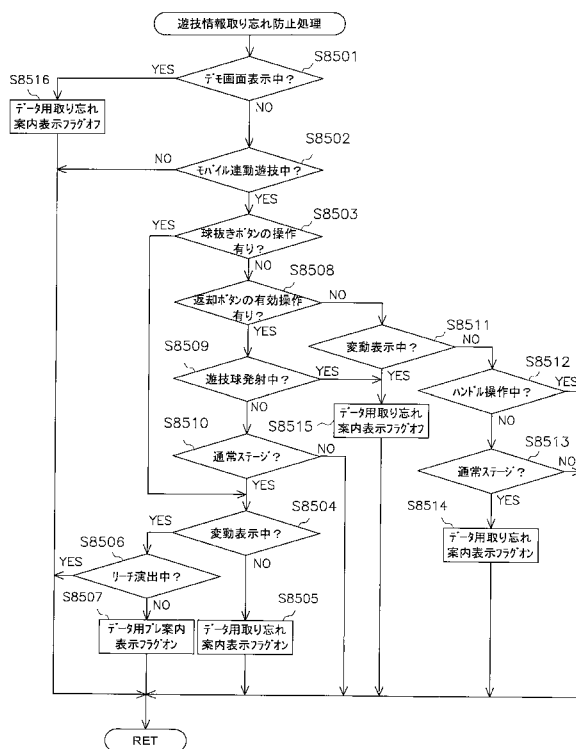 遊技情報取り忘れ防止処理
S8501
YES
デモ画面表示中?
S8516
データ用取り忘れ
案内表示フラグオフ
NO
S8502
NO
モバイル連動遊技中?
YES
S8503
YES
球抜きボタンの操作
有り?
NO
S8508
返却ボタンの有効操作
有り?
NO
YES
S8511
変動表示中?
NO
S8509
遊技球発射中?
YES
YES
S8512
ハンドル操作中?
YES
NO
S8515
データ用取り忘れ
案内表示フラグオフ
NO
S8510
通常ステージ?
NO
S8513
通常ステージ?
NO
YES
YES
S8504
YES
変動表示中?
S8514
データ用取り忘れ
案内表示フラグオン
S8506
YES
リーチ演出中?
NO
NO
S8507
データ用プレ案内
表示フラグオン
S8505
データ用取り忘れ
案内表示フラグオン
RET